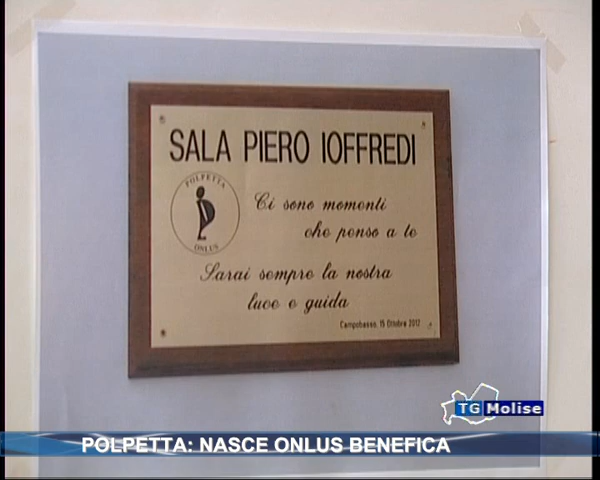 SALA PIERO IOFFREDI
POLPETTA
ONLUS
Ci sono momenti
che penso a te
Sarai sempre la nostra
luce e guida
Campobasso, 15 Ottobre 2012
TG Molise
POLPETTA: NASCE ONLUS BENEFICA